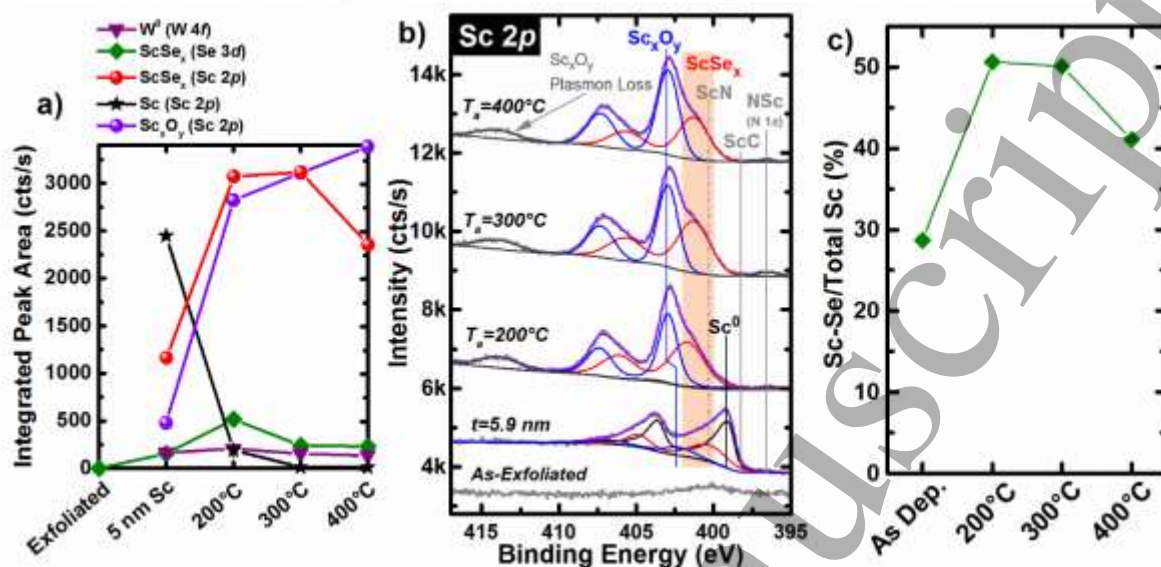 W⁰ (W 4f)
ScSeₓ (Se 3d)
ScSeₓ (Sc 2p)
Sc (Sc 2p)
ScₓOᵧ (Sc 2p)
a)
Integrated Peak Area (cts/s)
3000
2500
2000
1500
1000
500
0
Exfoliated
5 nm Sc
200°C
300°C
400°C
b)
Sc 2p
ScₓOᵧ
ScₓOᵧ
Plasmon Loss
ScSeₓ
ScN
NSc
(N 1s)
ScC
Tₐ=400°C
Tₐ=300°C
Tₐ=200°C
Sc⁰
t=5.9 nm
As-Exfoliated
Intensity (cts/s)
14k
12k
10k
8k
6k
4k
415
410
405
400
395
Binding Energy (eV)
c)
Sc-Se/Total Sc (%)
50
40
30
20
10
0
As Dep.
200°C
300°C
400°C
uscrip